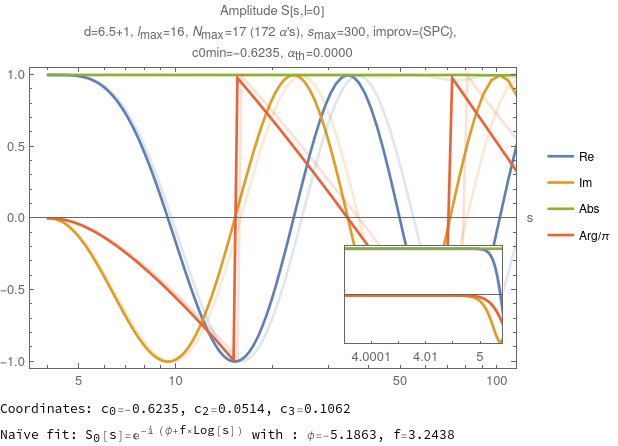 Amplitude S[s,l=0]
d=6.5+1, lmax=16, Nmax=17 (172 α's), smax=300, improv={SPC},
c0min=-0.6235, αth=0.0000
1.0
0.5
0.0
-0.5
-1.0
5
10
50
100
s
4.0001
4.01
5
Re
Im
Abs
Arg/π
Coordinates: c0=-0.6235, c2=0.0514, c3=0.1062
Naïve fit: S0[s]=e^-i (ϕ+f×Log[s]) with : ϕ=-5.1863, f=3.2438